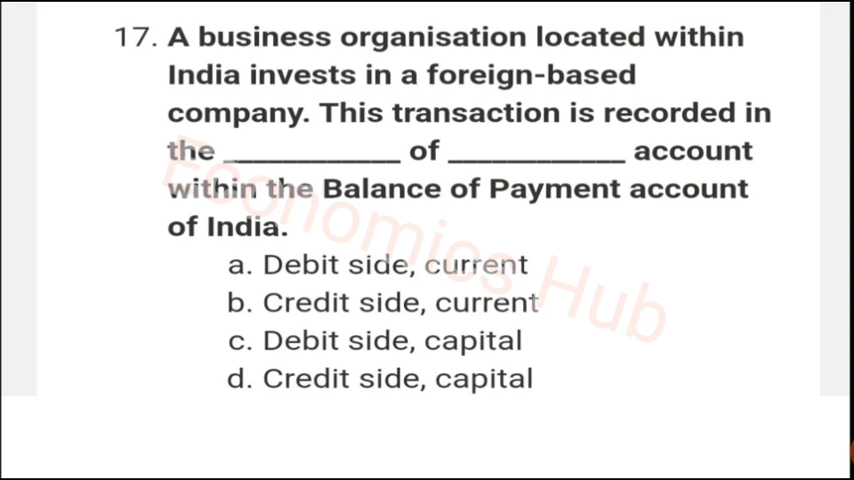 17. A business organisation located within
India invests in a foreign-based
company. This transaction is recorded in
the ____________ of ____________ account
within the Balance of Payment account
of India.
a. Debit side, current
b. Credit side, current
c. Debit side, capital
d. Credit side, capital
Economics Hub